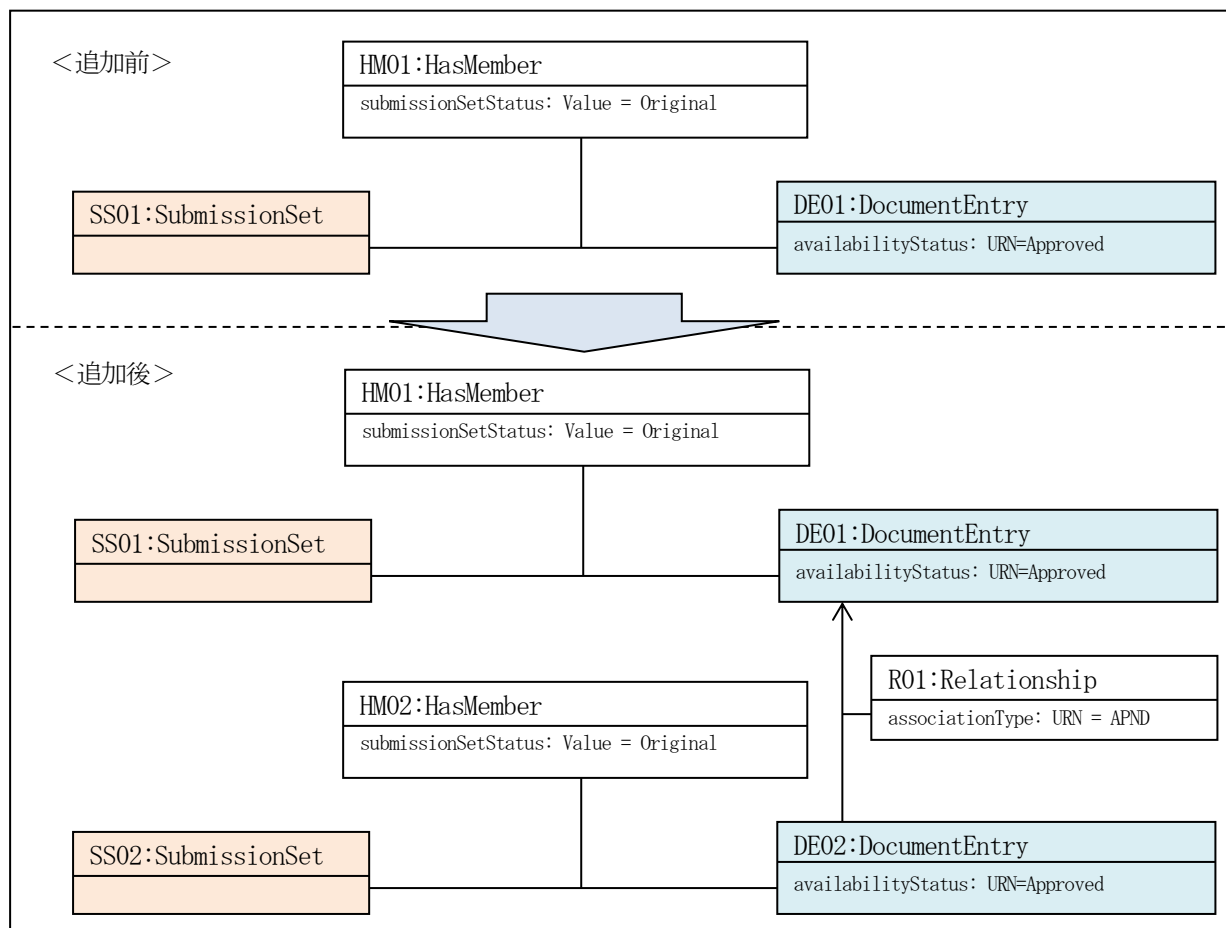 ＜追加前＞
HM01:HasMember
submissionSetStatus: Value = Original
SS01:SubmissionSet
DE01:DocumentEntry
availabilityStatus: URN=Approved
＜追加後＞
HM01:HasMember
submissionSetStatus: Value = Original
SS01:SubmissionSet
DE01:DocumentEntry
availabilityStatus: URN=Approved
R01:Relationship
associationType: URN = APND
HM02:HasMember
submissionSetStatus: Value = Original
SS02:SubmissionSet
DE02:DocumentEntry
availabilityStatus: URN=Approved